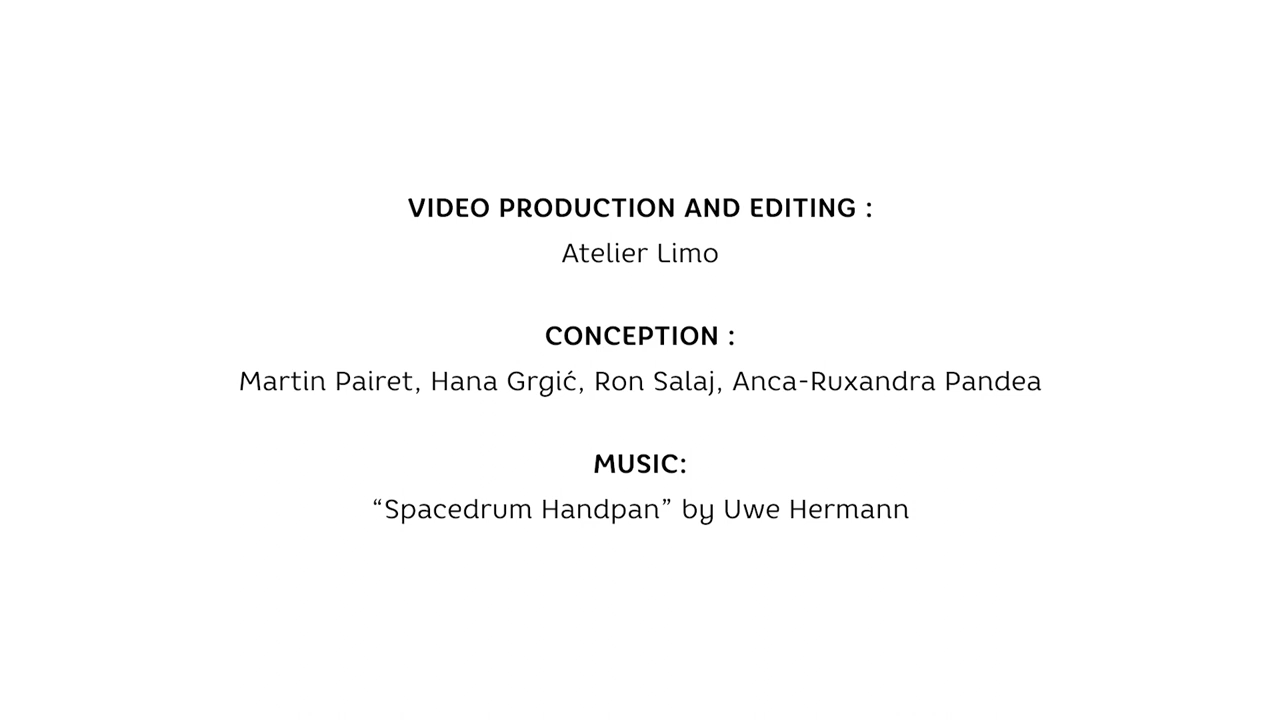 VIDEO PRODUCTION AND EDITING :
Atelier Limo
CONCEPTION :
Martin Pairet, Hana Grgić, Ron Salaj, Anca-Ruxandra Pandea
MUSIC:
“Spacedrum Handpan” by Uwe Hermann